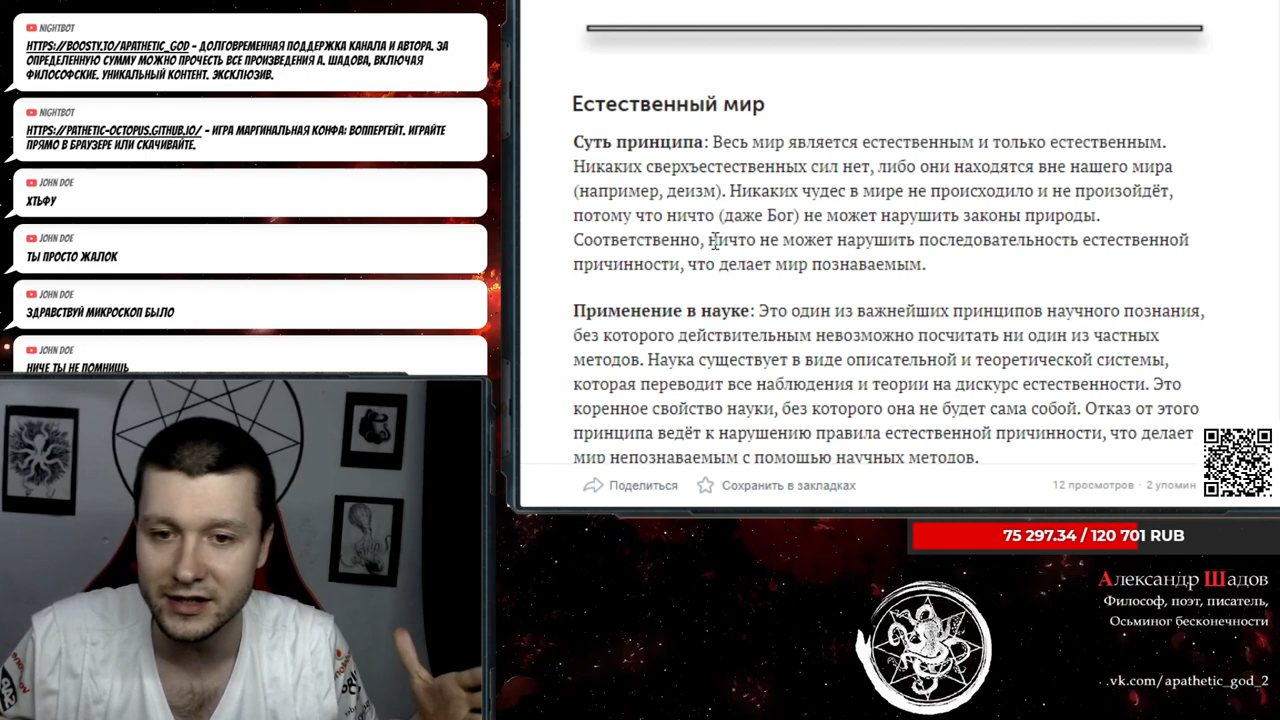 NIGHTBOT
HTTPS://BOOSTY.TO/APATHETIC_GOD - ДОЛГОВРЕМЕННАЯ ПОДДЕРЖКА КАНАЛА И АВТОРА. ЗА
ОПРЕДЕЛЕННУЮ СУММУ МОЖНО ПРОЧЕСТЬ ВСЕ ПРОИЗВЕДЕНИЯ А. ШАДОВА, ВКЛЮЧАЯ
ФИЛОСОФСКИЕ. УНИКАЛЬНЫЙ КОНТЕНТ. ЭКСКЛЮЗИВ.
NIGHTBOT
HTTPS://PATHETIC-OCTOPUS.GITHUB.IO/ - ИГРА МАРГИНАЛЬНАЯ КОНФА: ВОППЕРГЕЙТ. ИГРАЙТЕ
ПРЯМО В БРАУЗЕРЕ ИЛИ СКАЧИВАЙТЕ.
JOHN DOE
ХТЬФУ
JOHN DOE
ТЫ ПРОСТО ЖАЛОК
JOHN DOE
ЗДРАВСТВУЙ МИКРОСКОП БЫЛО
JOHN DOE
НИЧЕ ТЫ НЕ ПОМНИШЬ
Естественный мир
Суть принципа: Весь мир является естественным и только естественным.
Никаких сверхъестественных сил нет, либо они находятся вне нашего мира
(например, деизм). Никаких чудес в мире не происходило и не произойдёт,
потому что ничто (даже Бог) не может нарушить законы природы.
Соответственно, ничто не может нарушить последовательность естественной
причинности, что делает мир познаваемым.
Применение в науке: Это один из важнейших принципов научного познания,
без которого действительным невозможно посчитать ни один из частных
методов. Наука существует в виде описательной и теоретической системы,
которая переводит все наблюдения и теории на дискурс естественности. Это
коренное свойство науки, без которого она не будет сама собой. Отказ от этого
принципа ведёт к нарушению правила естественной причинности, что делает
мир непознаваемым с помощью научных методов.
Поделиться
Сохранить в закладках
12 просмотров · 2 упомин
75 297.34 / 120 701 RUB
Александр Шадов
Философ, поэт, писатель,
Осьминог бесконечности
.vk.com/apathetic_god_2